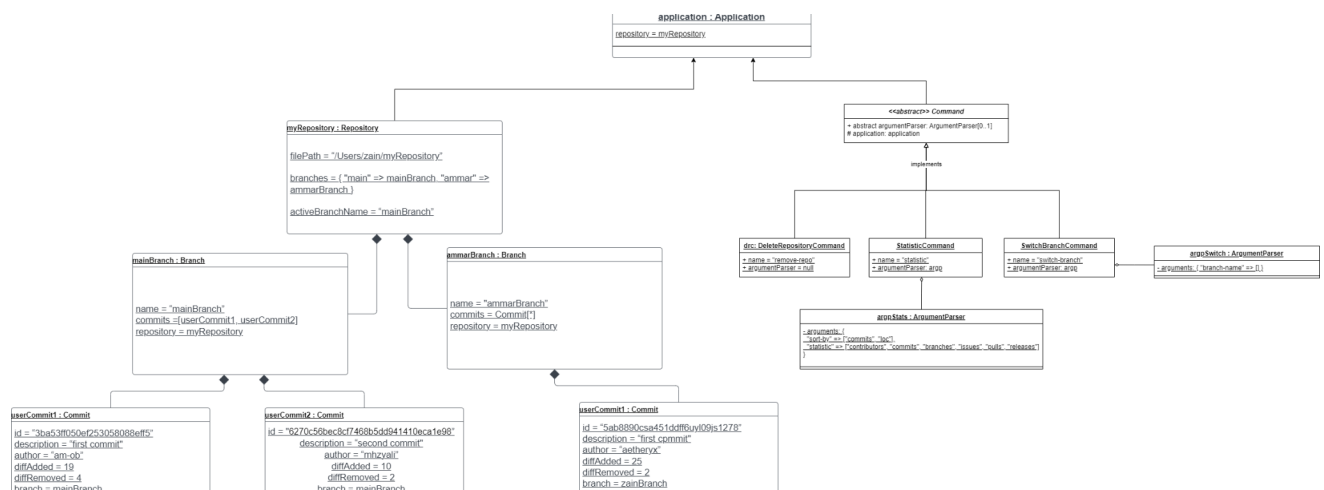 application : Application
repository = myRepository
<<abstract>> Command
+ abstract argumentParser: ArgumentParser[0..1]
# application: application
implements
myRepository : Repository
filePath = "/Users/zain/myRepository"
branches = { "main" => mainBranch, "ammar" =>
ammarBranch }
activeBranchName = "mainBranch"
drc: DeleteRepositoryCommand
+ name = "remove-repo"
+ argumentParser = null
StatisticCommand
+ name = "statistic"
+ argumentParser: argp
SwitchBranchCommand
+ name = "switch-branch"
+ argumentParser: argp
argpSwitch : ArgumentParser
- arguments: { "branch-name" => [] }
mainBranch : Branch
name = "mainBranch"
commits =[userCommit1, userCommit2]
repository = myRepository
ammarBranch : Branch
name = "ammarBranch"
commits = Commit[*]
repository = myRepository
argpStats : ArgumentParser
- arguments: {
"sort-by" => ["commits", "loc"],
"statistic" => ["contributors", "commits", "branches", "issues", "pulls", "releases"]
}
userCommit1 : Commit
id = "3ba53ff050ef253058088eff5"
description = "first commit"
author = "am-ob"
diffAdded = 19
diffRemoved = 4
branch = mainBranch
userCommit2 : Commit
id = "6270c56bec8cf7468b5dd941410eca1e98"
description = "second commit"
author = "mhzyali"
diffAdded = 10
diffRemoved = 2
branch = mainBranch
userCommit1 : Commit
id = "5ab8890csa451ddff6uyl09js1278"
description = "first cpmmit"
author = "aetheryx"
diffAdded = 25
diffRemoved = 2
branch = zainBranch